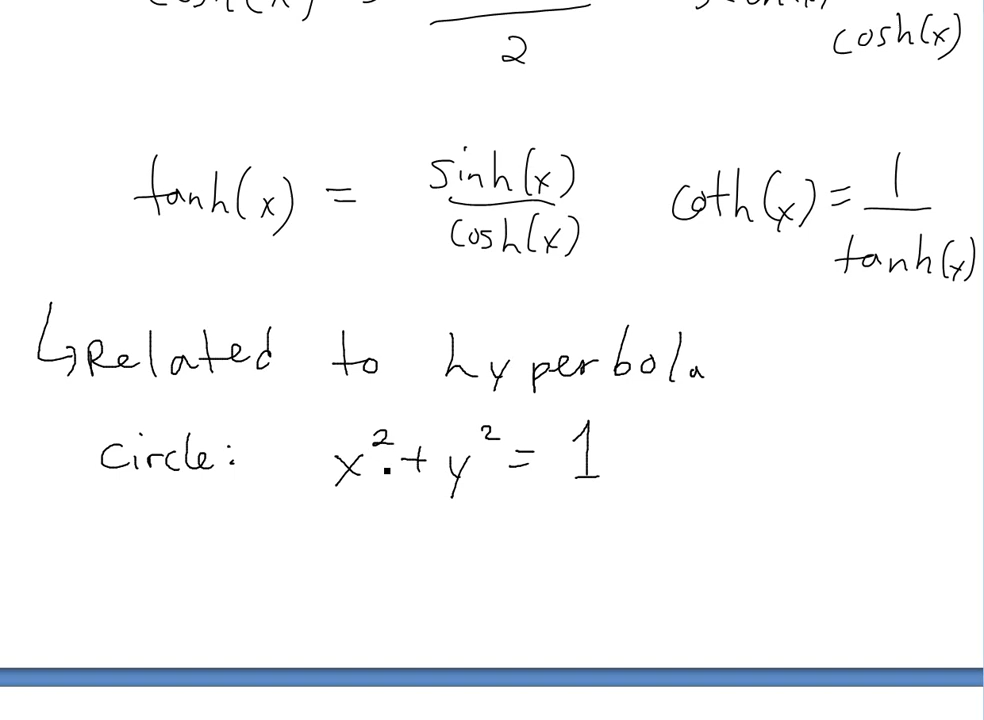 2 cosh(x)
tanh(x) = sinh(x)/cosh(x) coth(x) = 1/tanh(x)
↳ Related to hyperbola
circle: x² + y² = 1